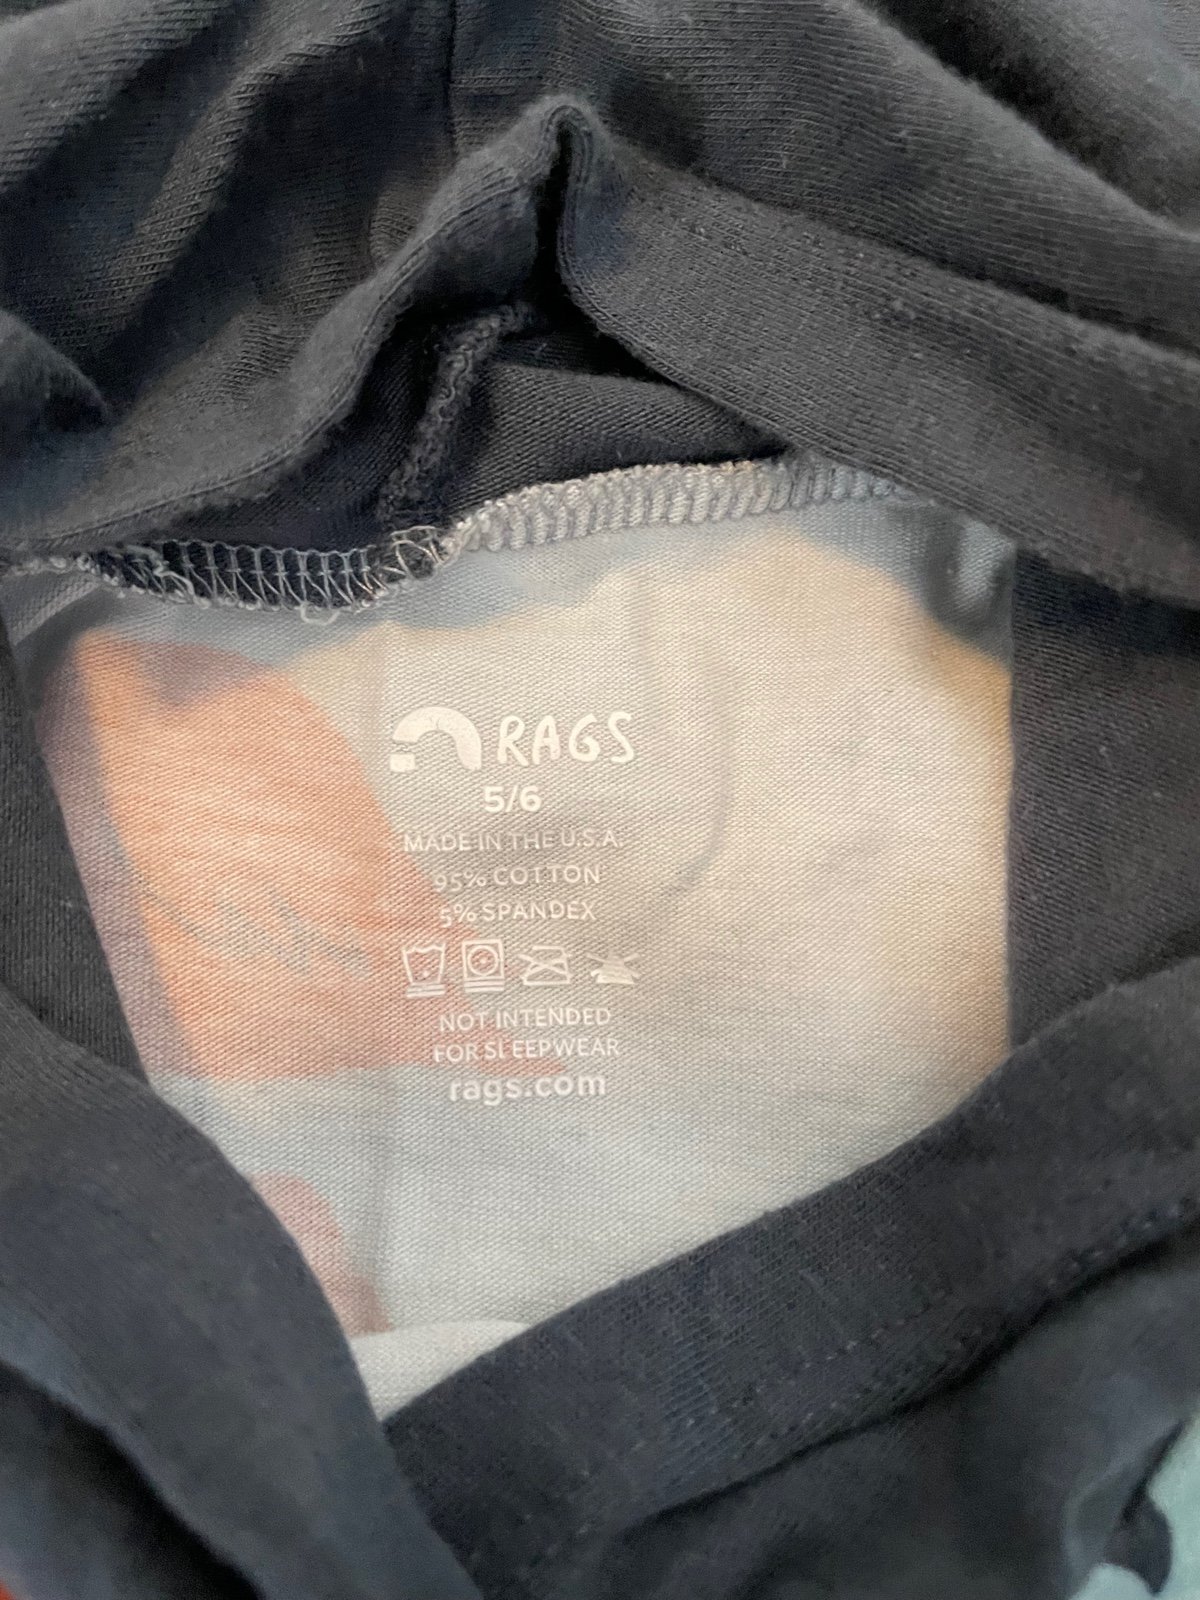 RAGS
5/6
MADE IN THE U.S.A.
95% COTTON
5% SPANDEX
NOT INTENDED
FOR SLEEPWEAR
rags.com